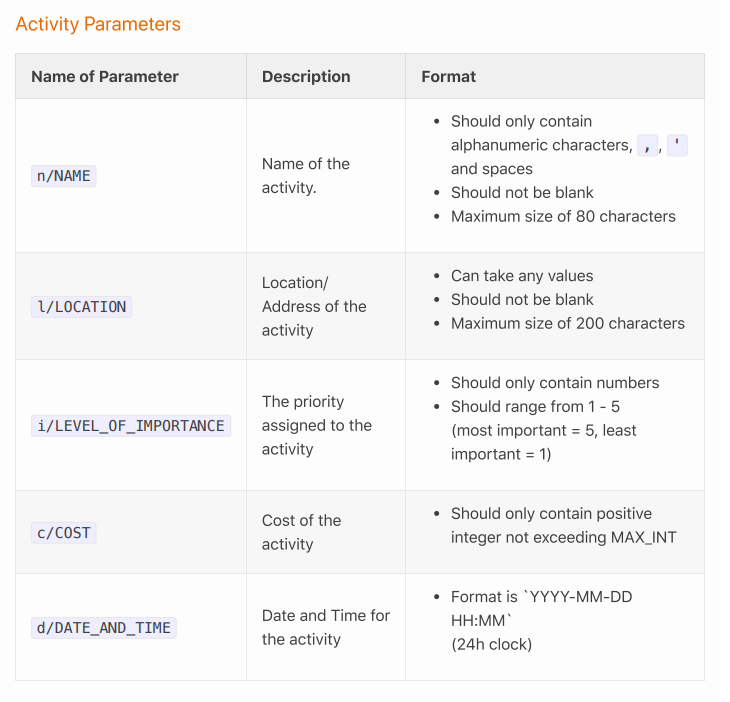 Activity Parameters
Name of Parameter Description Format
n/NAME
Name of the
activity.
Should only contain
alphanumeric characters, , , '
and spaces
Should not be blank
Maximum size of 80 characters
l/LOCATION
Location/
Address of the
activity
Can take any values
Should not be blank
Maximum size of 200 characters
i/LEVEL_OF_IMPORTANCE
The priority
assigned to the
activity
Should only contain numbers
Should range from 1 - 5
(most important = 5, least
important = 1)
c/COST
Cost of the
activity
Should only contain positive
integer not exceeding MAX_INT
d/DATE_AND_TIME
Date and Time for
the activity
Format is `YYYY-MM-DD
HH:MM`
(24h clock)